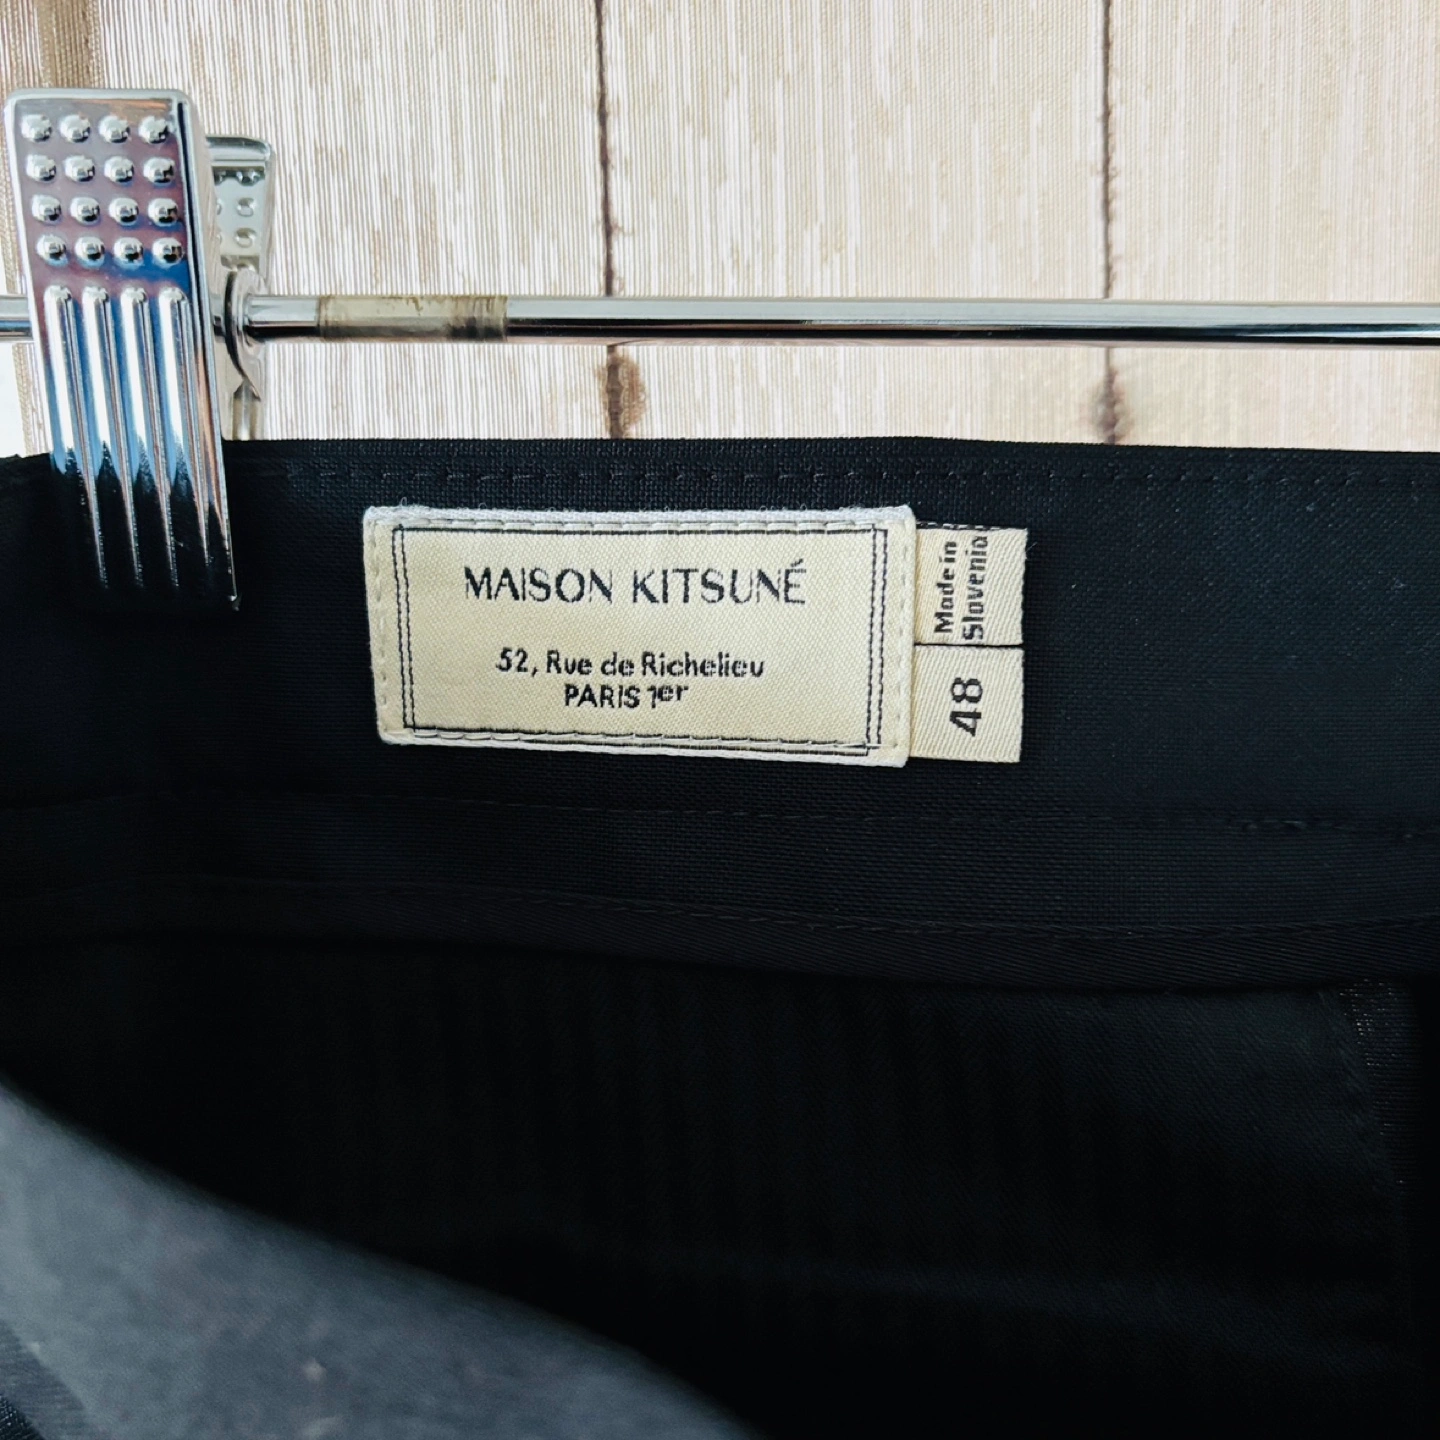 MAISON KITSUNÉ
52, Rue de Richelieu
PARIS 1er
Made in
Slovenia
48